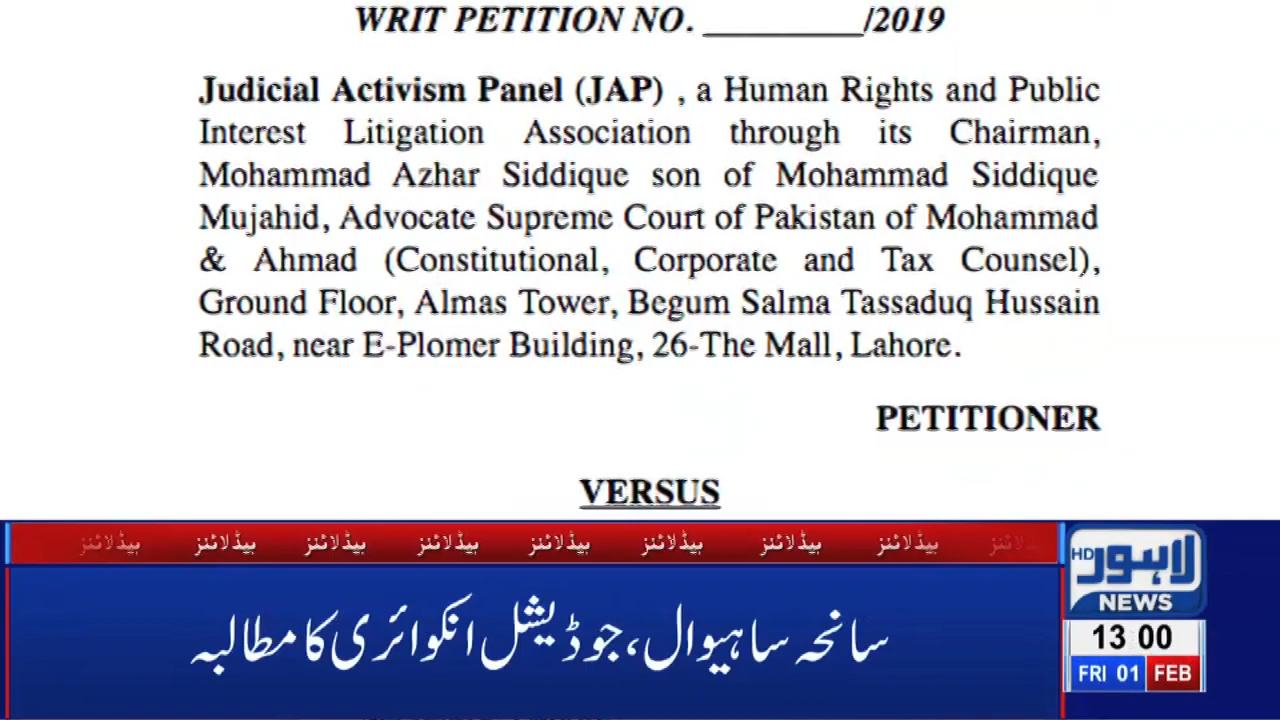 WRIT PETITION NO. __________/2019
Judicial Activism Panel (JAP) , a Human Rights and Public
Interest Litigation Association through its Chairman,
Mohammad Azhar Siddique son of Mohammad Siddique
Mujahid, Advocate Supreme Court of Pakistan of Mohammad
& Ahmad (Constitutional, Corporate and Tax Counsel),
Ground Floor, Almas Tower, Begum Salma Tassaduq Hussain
Road, near E-Plomer Building, 26-The Mall, Lahore.
PETITIONER
VERSUS
ہیڈلائنز ہیڈلائنز ہیڈلائنز ہیڈلائنز ہیڈلائنز ہیڈلائنز ہیڈلائنز ہیڈلائنز
سانحہ ساہیوال، جوڈیشل انکوائری کا مطالبہ
لاہور HD
NEWS
13 00
FRI 01 FEB